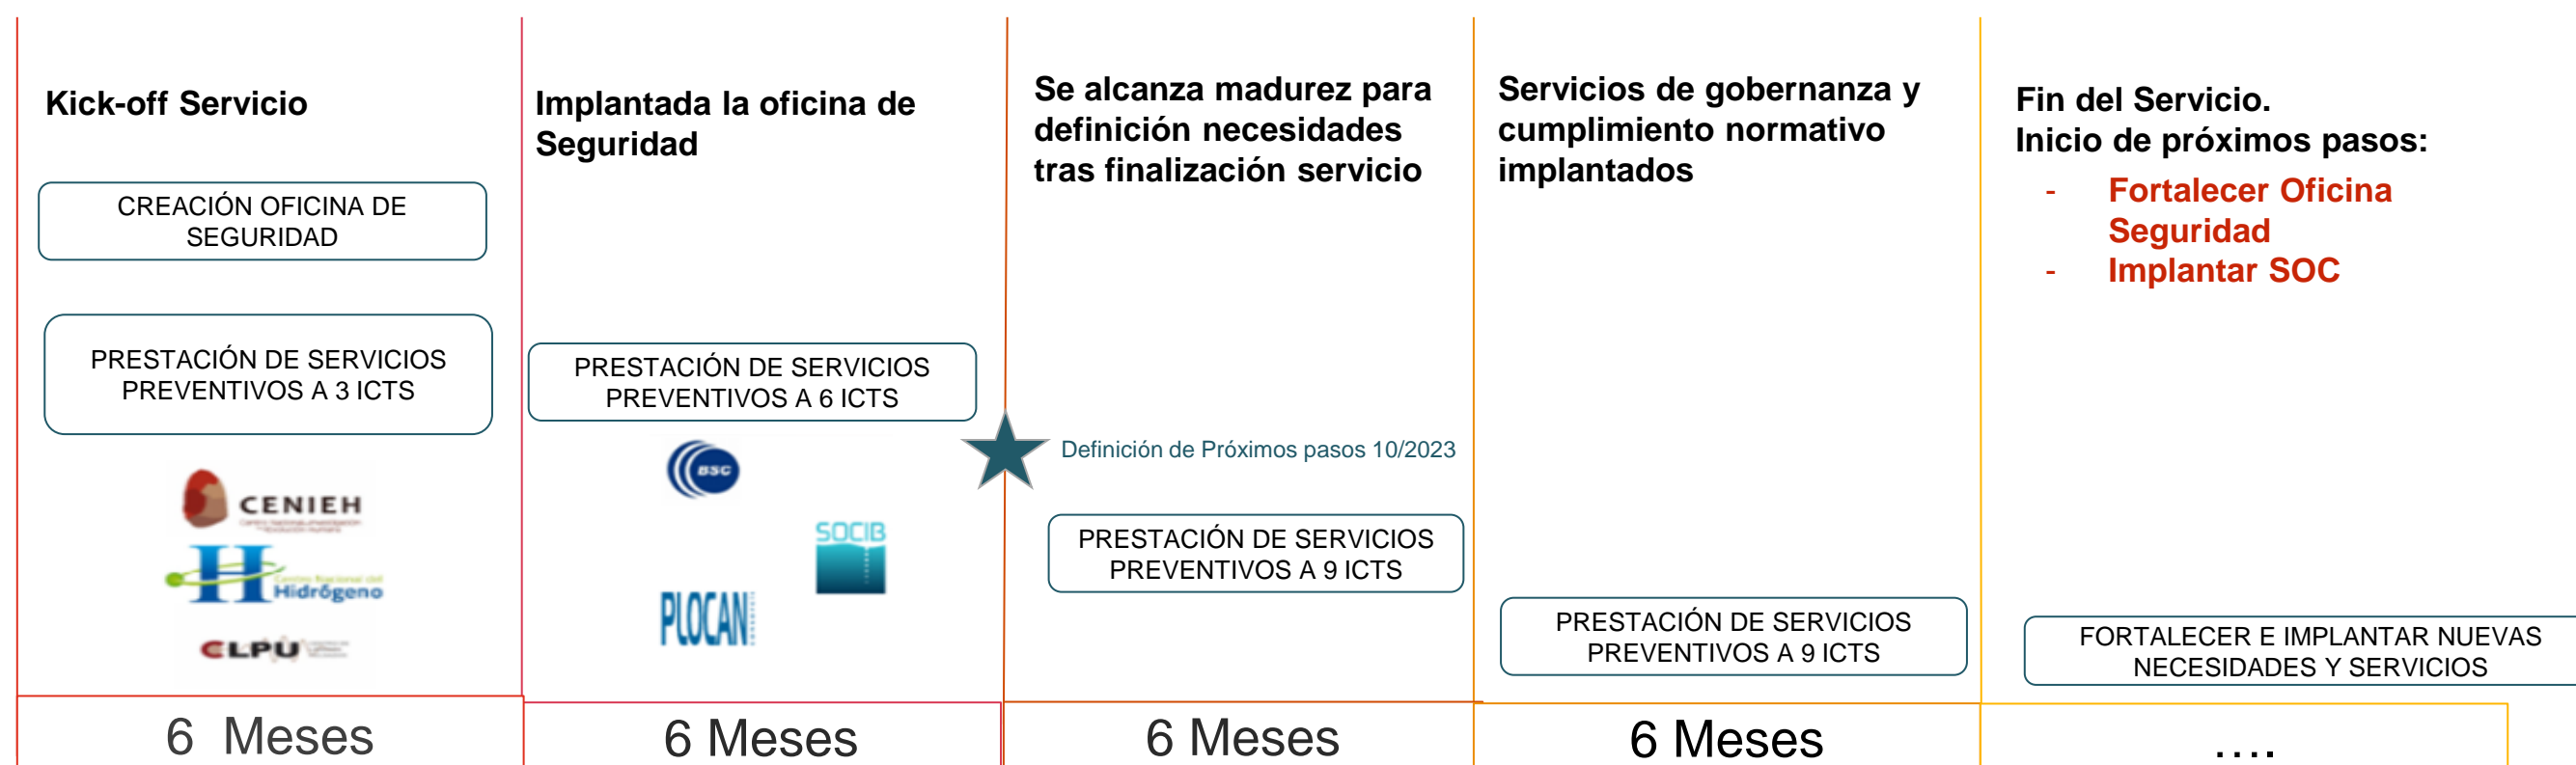 Kick-off Servicio
CREACIÓN OFICINA DE
SEGURIDAD
PRESTACIÓN DE SERVICIOS
PREVENTIVOS A 3 ICTS
CENIEH
Centro Nacional del
Hidrógeno
CLPU
6 Meses
Implantada la oficina de
Seguridad
PRESTACIÓN DE SERVICIOS
PREVENTIVOS A 6 ICTS
BSC
SOCIB
PLOCAN
6 Meses
Se alcanza madurez para
definición necesidades
tras finalización servicio
Definición de Próximos pasos 10/2023
PRESTACIÓN DE SERVICIOS
PREVENTIVOS A 9 ICTS
6 Meses
Servicios de gobernanza y
cumplimiento normativo
implantados
PRESTACIÓN DE SERVICIOS
PREVENTIVOS A 9 ICTS
6 Meses
Fin del Servicio.
Inicio de próximos pasos:
- Fortalecer Oficina
Seguridad
- Implantar SOC
FORTALECER E IMPLANTAR NUEVAS
NECESIDADES Y SERVICIOS
….